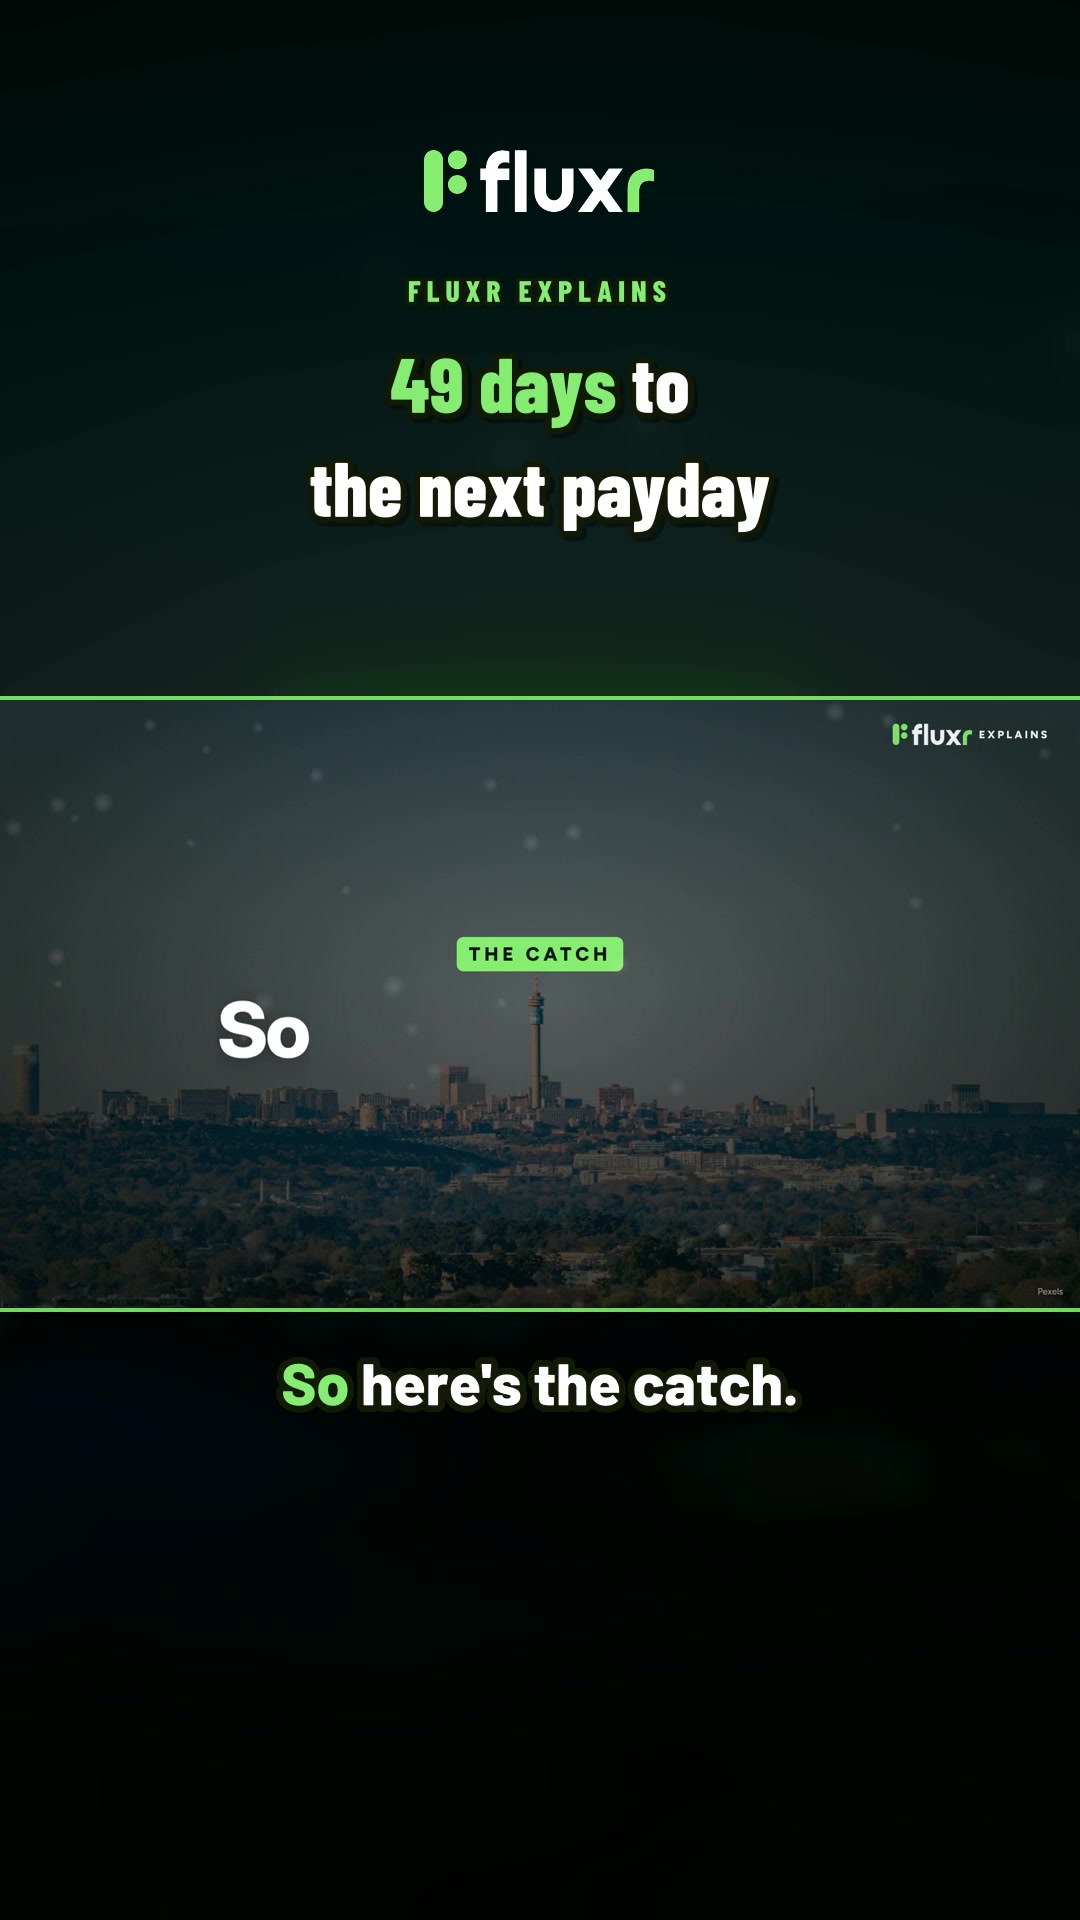 fluxr
FLUXR EXPLAINS
49 days to
the next payday
fluxr EXPLAINS
THE CATCH
So
Pexels
So here's the catch.